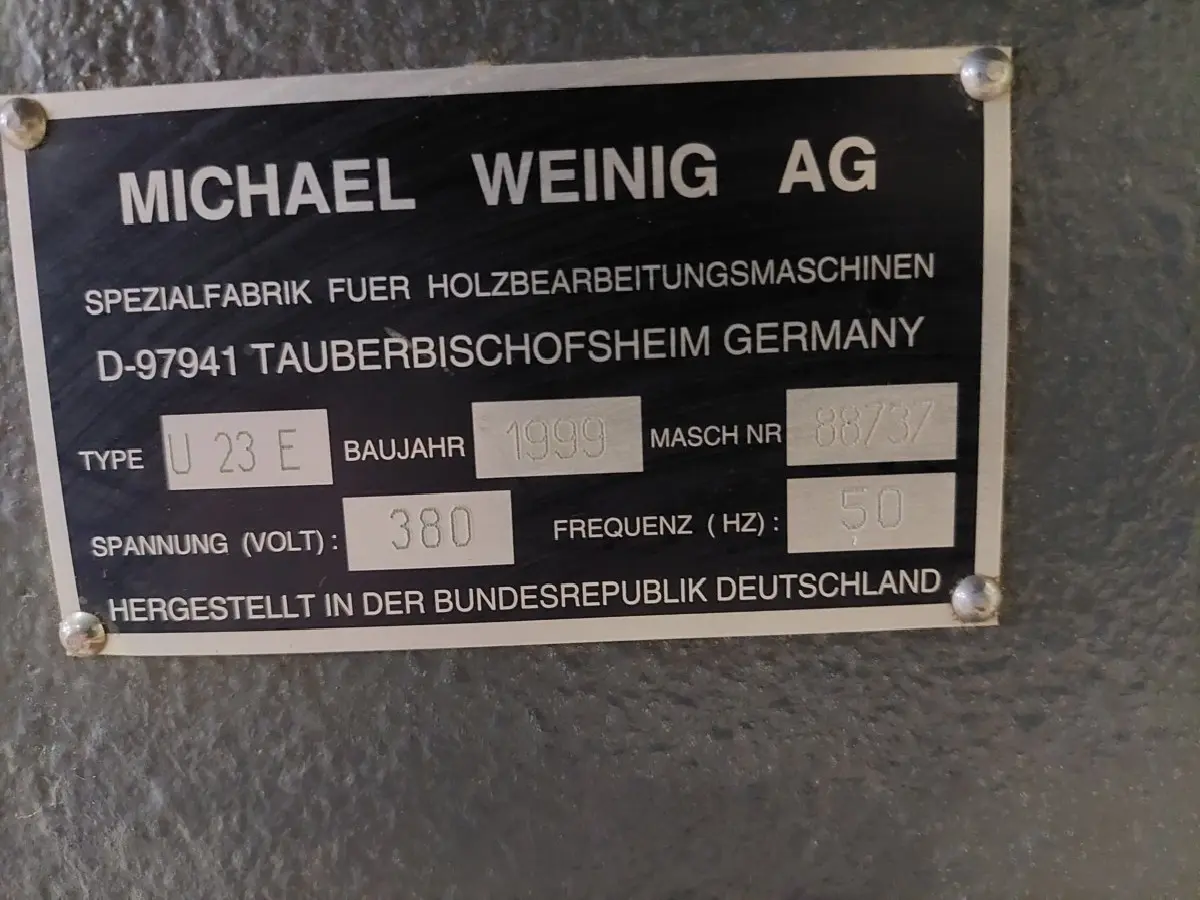 MICHAEL WEINIG AG
SPEZIALFABRIK FUER HOLZBEARBEITUNGSMASCHINEN
D-97941 TAUBERBISCHOFSHEIM GERMANY
TYPE U 23 E BAUJAHR 1999 MASCH NR 88737
SPANNUNG (VOLT): 380 FREQUENZ (HZ): 50
HERGESTELLT IN DER BUNDESREPUBLIK DEUTSCHLAND